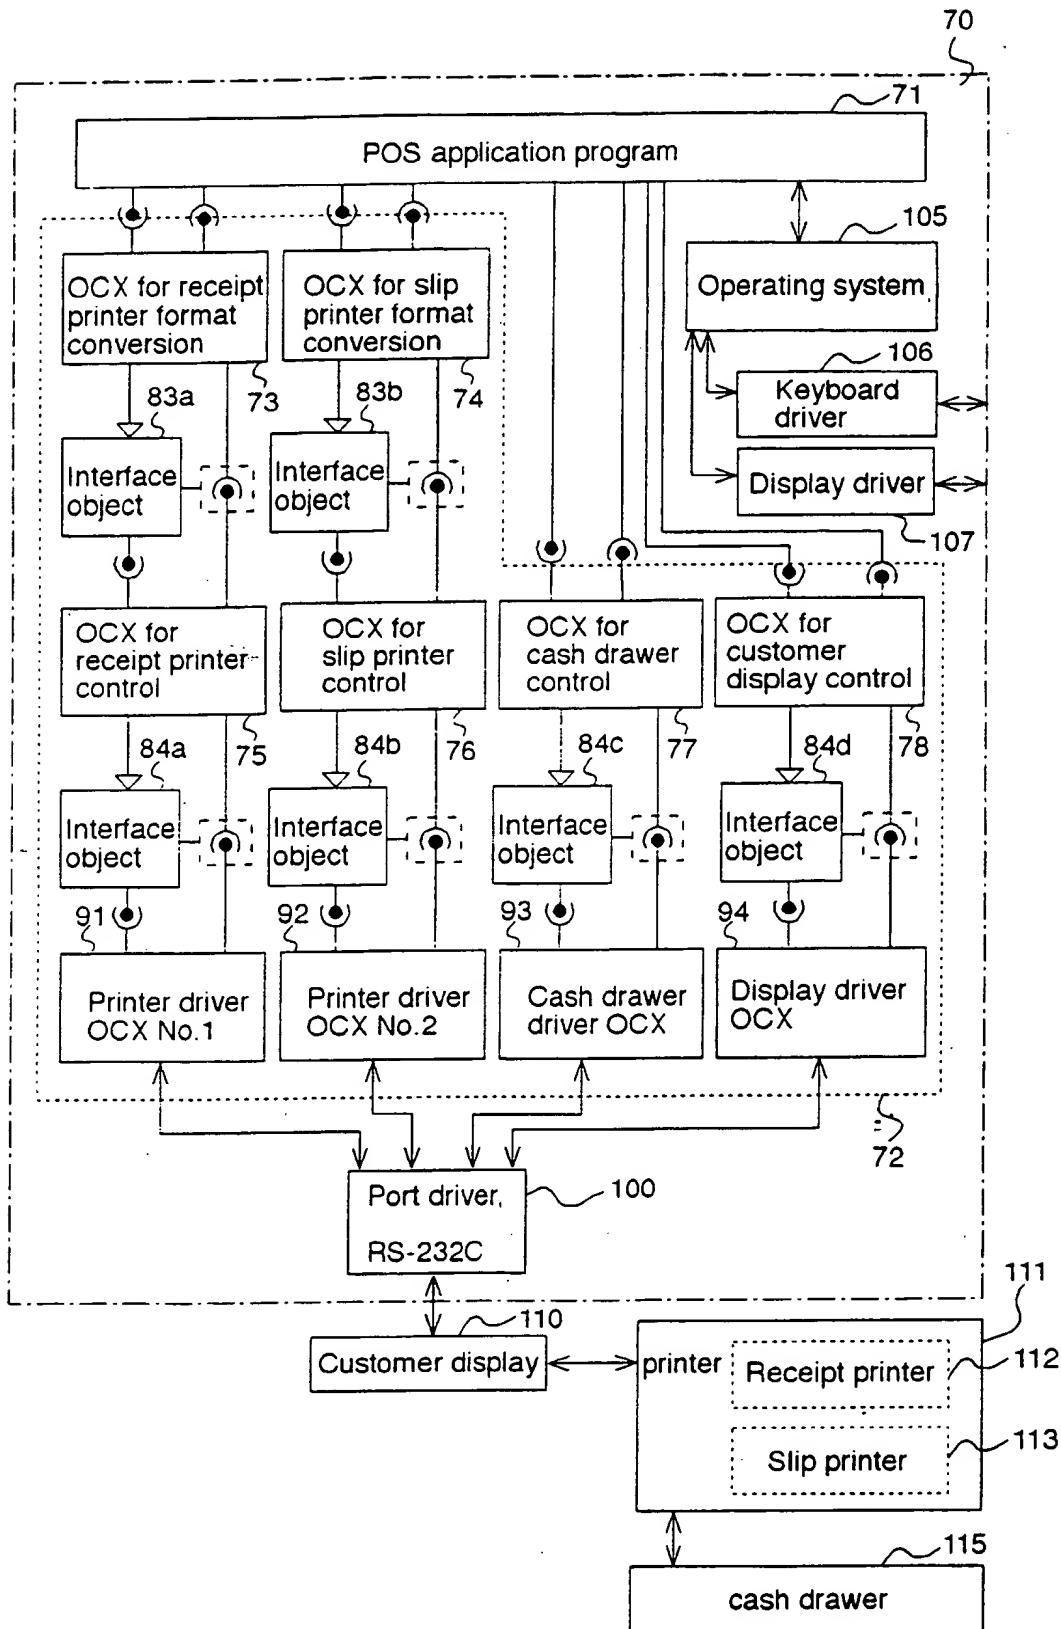 70
71
POS application program
105
Operating system
OCX for receipt
printer format
conversion
OCX for slip
printer format
conversion
106
Keyboard
driver
73
74
83a
83b
Interface
object
Interface
object
Display driver
107
OCX for
receipt printer
control
OCX for
slip printer
control
OCX for
cash drawer
control
OCX for
customer
display control
75
76
77
78
84a
84b
84c
84d
Interface
object
Interface
object
Interface
object
Interface
object
91
92
93
94
Printer driver
OCX No.1
Printer driver
OCX No.2
Cash drawer
driver OCX
Display driver
OCX
72
Port driver,
RS-232C
100
111
110
Customer display
printer
Receipt printer
112
Slip printer
113
115
cash drawer